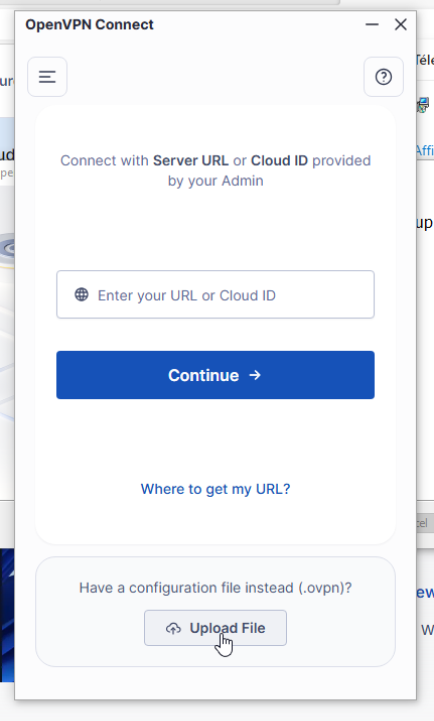 OpenVPN Connect
Connect with Server URL or Cloud ID provided
by your Admin
Enter your URL or Cloud ID
Continue →
Where to get my URL?
Have a configuration file instead (.ovpn)?
Upload File